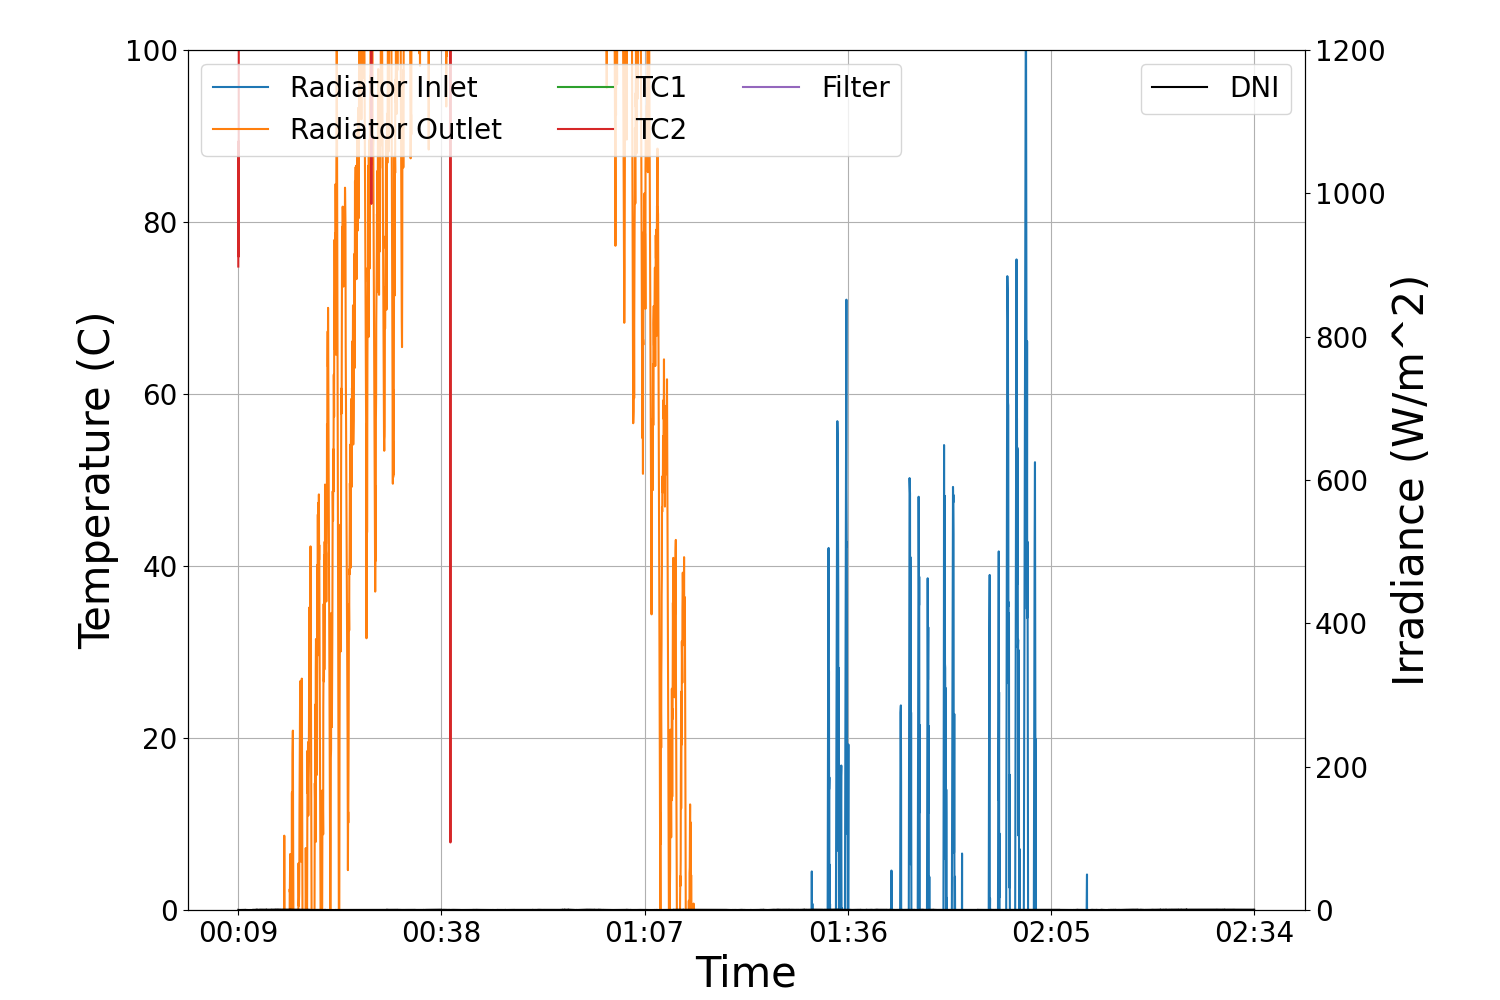 100
80
60
40
20
0
Temperature (C)
Radiator Inlet
Radiator Outlet
TC1
TC2
Filter
DNI
1200
1000
800
600
400
200
0
Irradiance (W/m^2)
00:09 00:38 01:07 01:36 02:05 02:34
Time